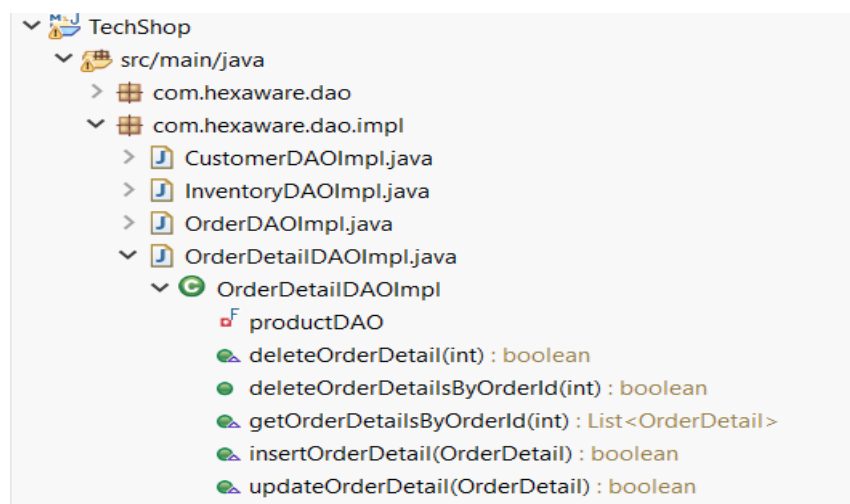 TechShop
src/main/java
com.hexaware.dao
com.hexaware.dao.impl
CustomerDAOImpl.java
InventoryDAOImpl.java
OrderDAOImpl.java
OrderDetailDAOImpl.java
OrderDetailDAOImpl
productDAO
deleteOrderDetail(int) : boolean
deleteOrderDetailsByOrderId(int) : boolean
getOrderDetailsByOrderId(int) : List<OrderDetail>
insertOrderDetail(OrderDetail) : boolean
updateOrderDetail(OrderDetail) : boolean